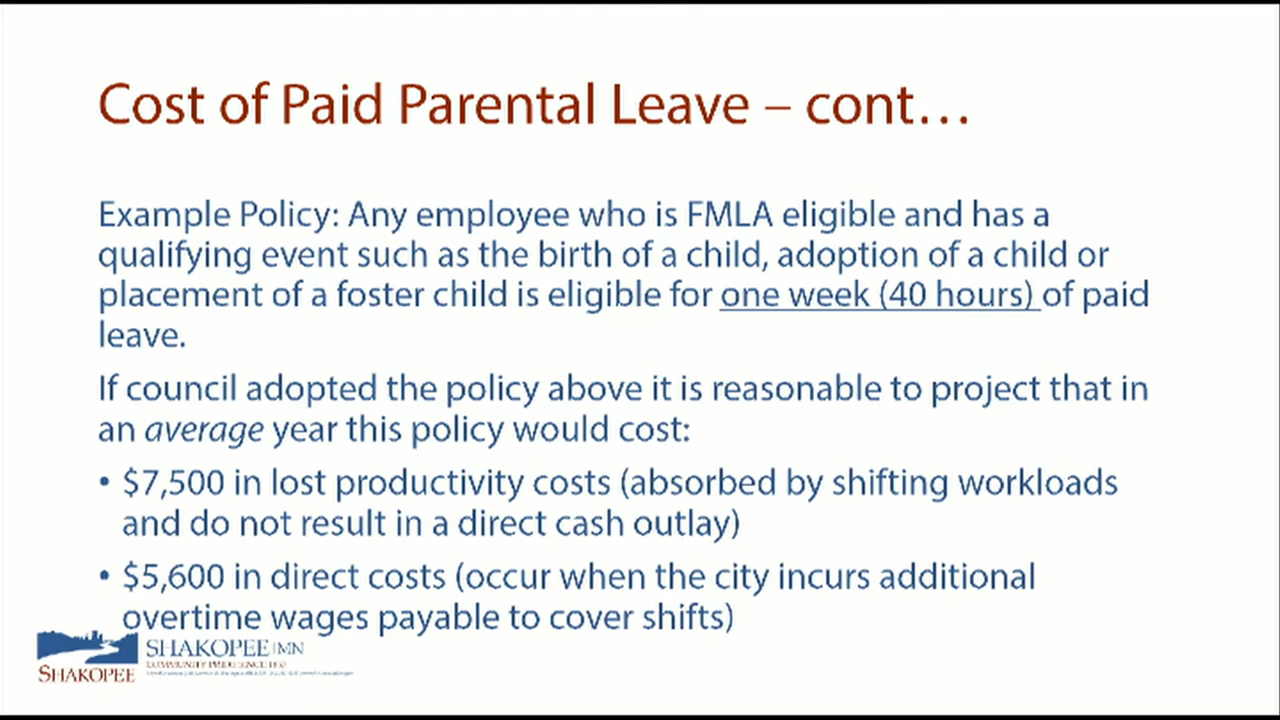 Cost of Paid Parental Leave – cont…
Example Policy: Any employee who is FMLA eligible and has a
qualifying event such as the birth of a child, adoption of a child or
placement of a foster child is eligible for one week (40 hours) of paid
leave.
If council adopted the policy above it is reasonable to project that in
an average year this policy would cost:
• $7,500 in lost productivity costs (absorbed by shifting workloads
and do not result in a direct cash outlay)
• $5,600 in direct costs (occur when the city incurs additional
overtime wages payable to cover shifts)
SHAKOPEE
SHAKOPEE | MN
COMMUNITY PRIDE SINCE 1857